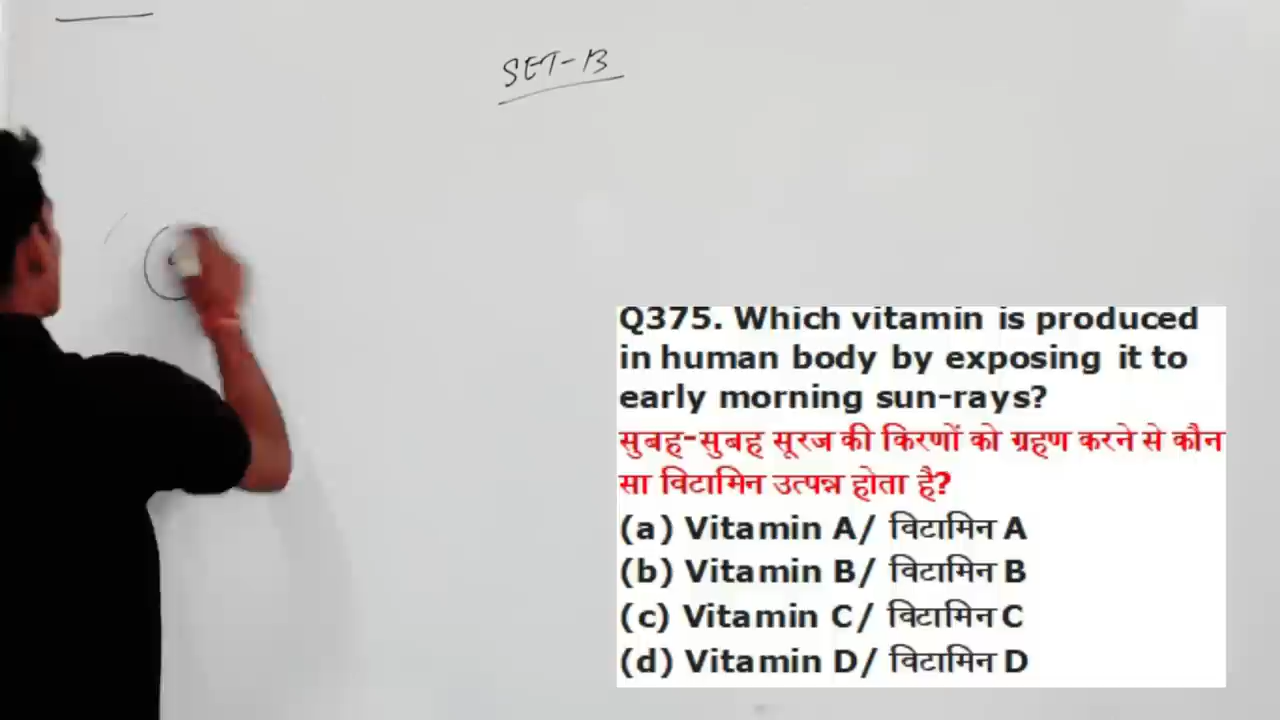 SET-B
Q375. Which vitamin is produced
in human body by exposing it to
early morning sun-rays?
सुबह-सुबह सूरज की किरणों को ग्रहण करने से कौन
सा विटामिन उत्पन्न होता है?
(a) Vitamin A/ विटामिन A
(b) Vitamin B/ विटामिन B
(c) Vitamin C/ विटामिन C
(d) Vitamin D/ विटामिन D